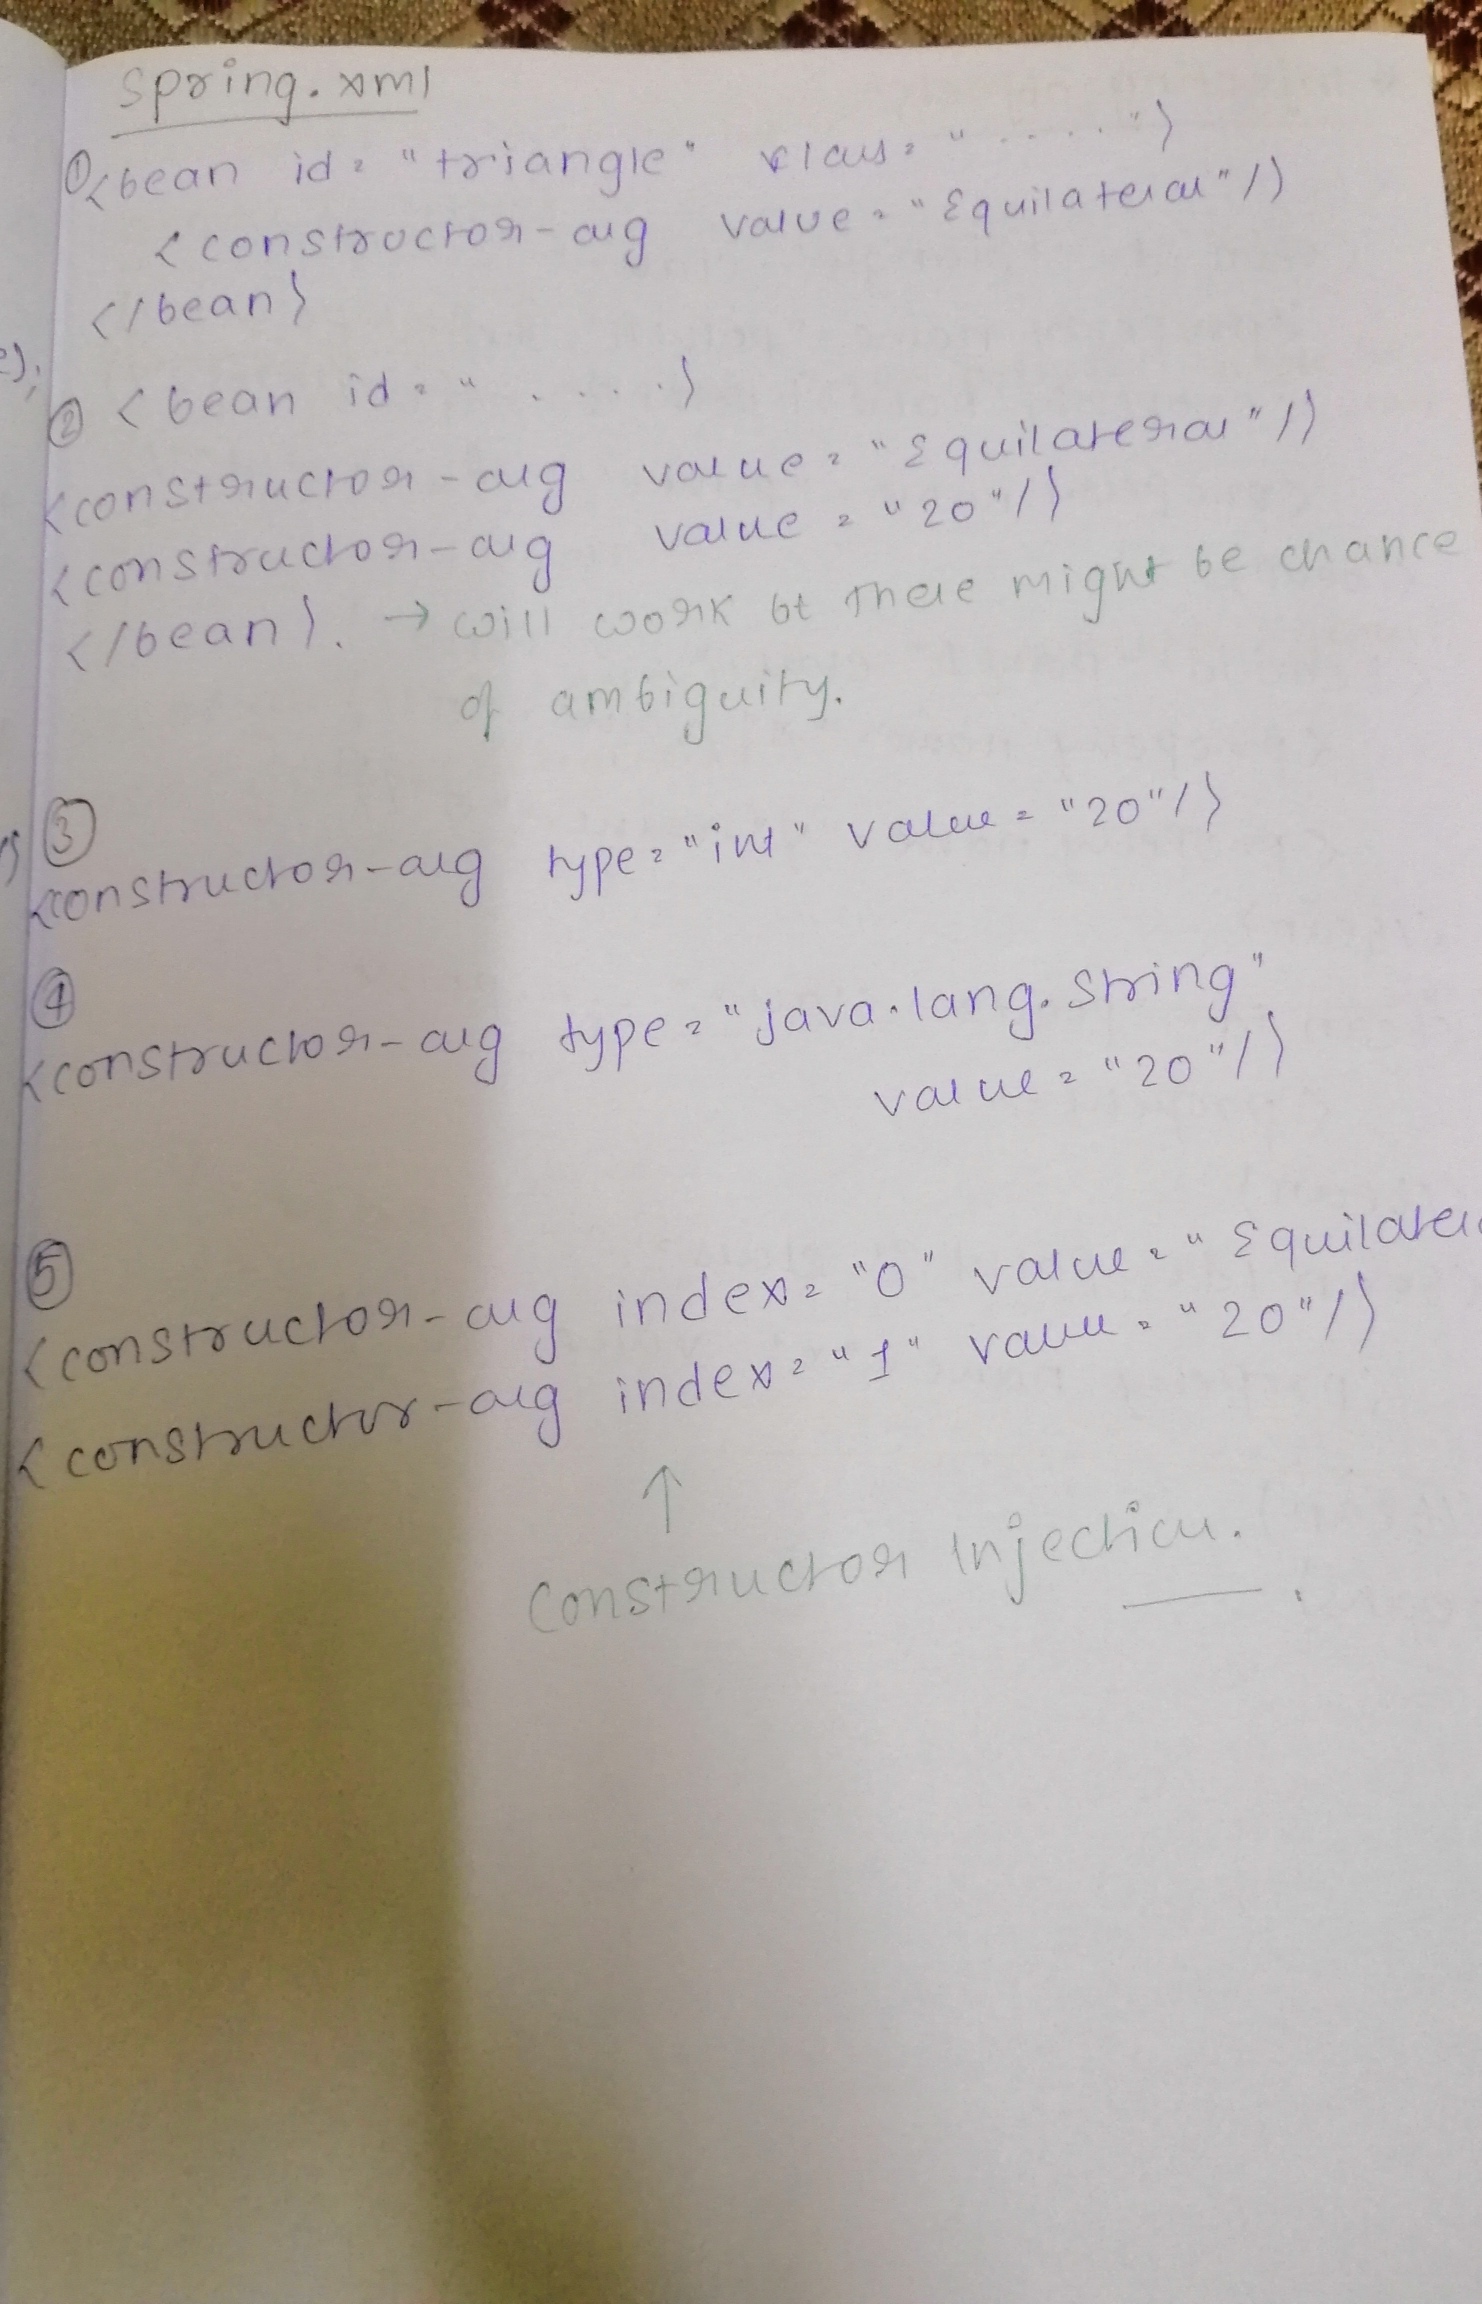 spring.xml
① <bean id="triangle" class="....">
<constructor-arg value="Equilateral"/>
</bean>
② <bean id=" ....>
<constructor-arg value="Equilateral"/>
<constructor-arg value="20"/>
</bean>. → will work bt there might be chance
of ambiguity.
③
<constructor-arg type="int" value="20"/>
④
<constructor-arg type="java.lang.String"
value="20"/>
⑤
<constructor-arg index="0" value="Equilater
<constructor-arg index="1" value="20"/>
↑
Constructor Injection.